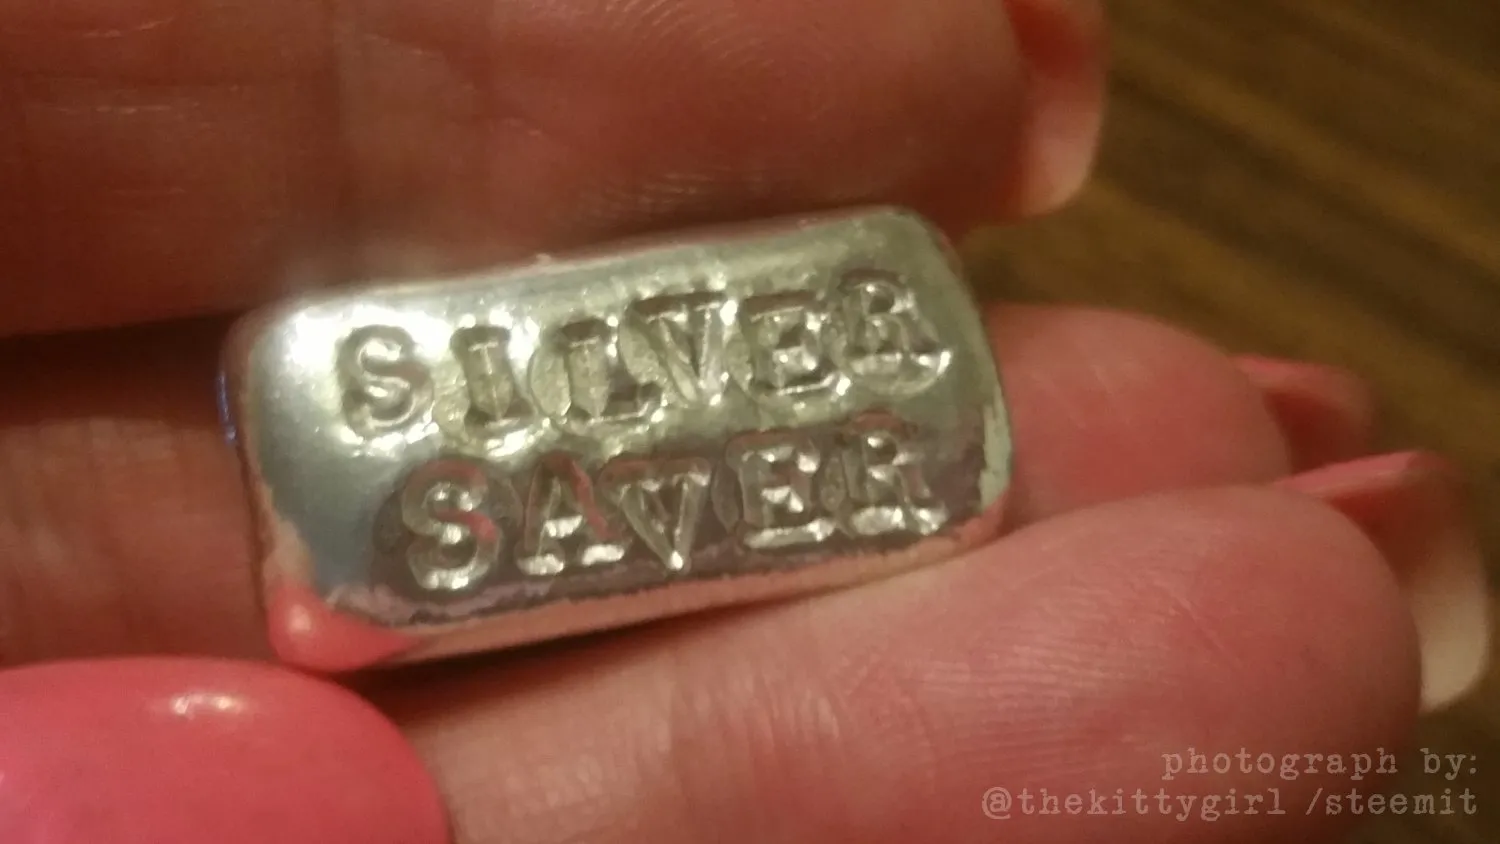 SILVER
SAVER
photograph by:
@thekittygirl /steemit